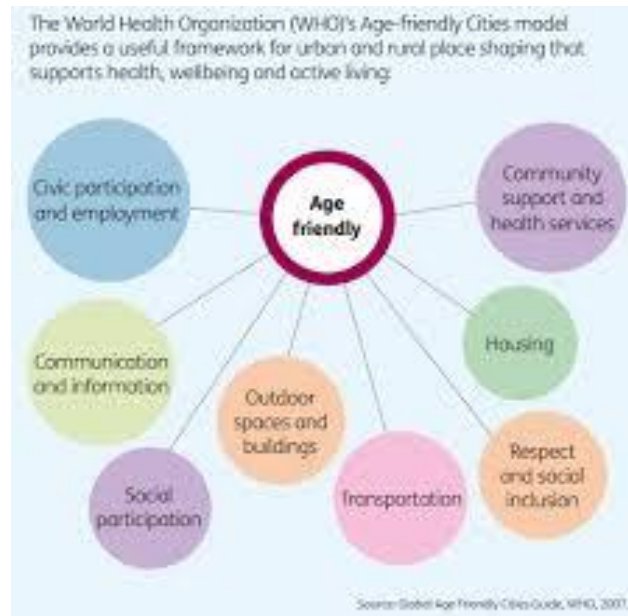 The World Health Organization (WHO)'s Age-friendly Cities model
provides a useful framework for urban and rural place shaping that
supports health, wellbeing and active living:
Civic participation
and employment
Age
friendly
Community
support and
health services
Communication
and information
Housing
Outdoor
spaces and
buildings
Respect
and social
inclusion
Social
participation
Transportation
Source: Global Age Friendly Cities Guide, WHO, 2007